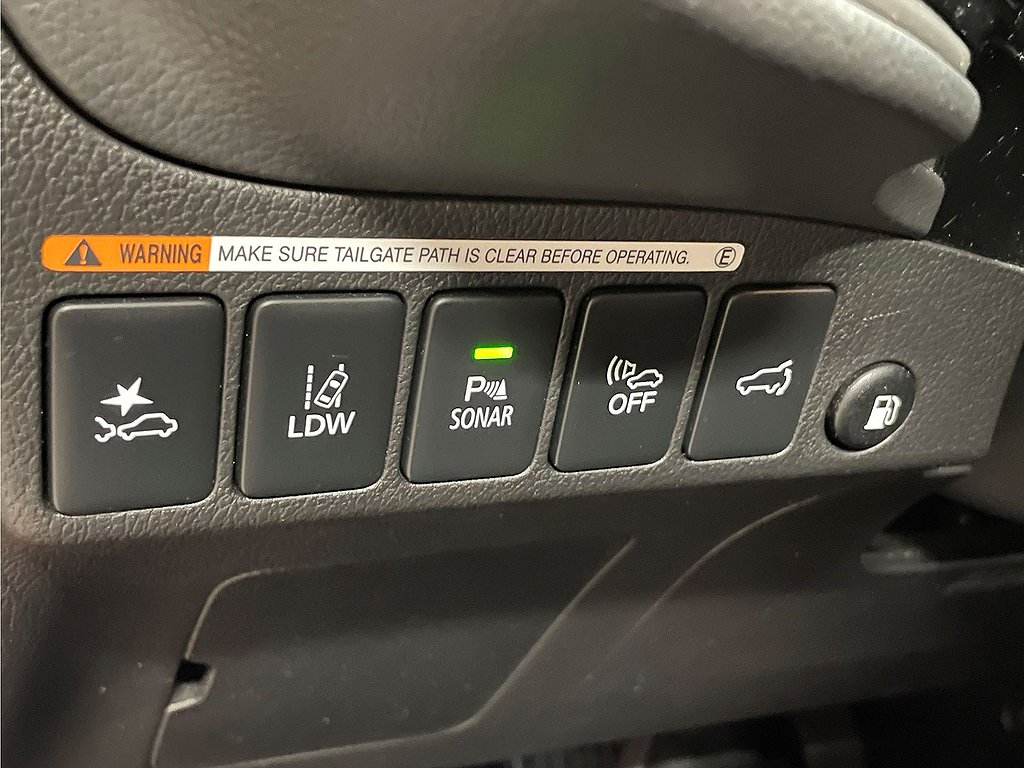 WARNING MAKE SURE TAILGATE PATH IS CLEAR BEFORE OPERATING. E
LDW
P
SONAR
OFF